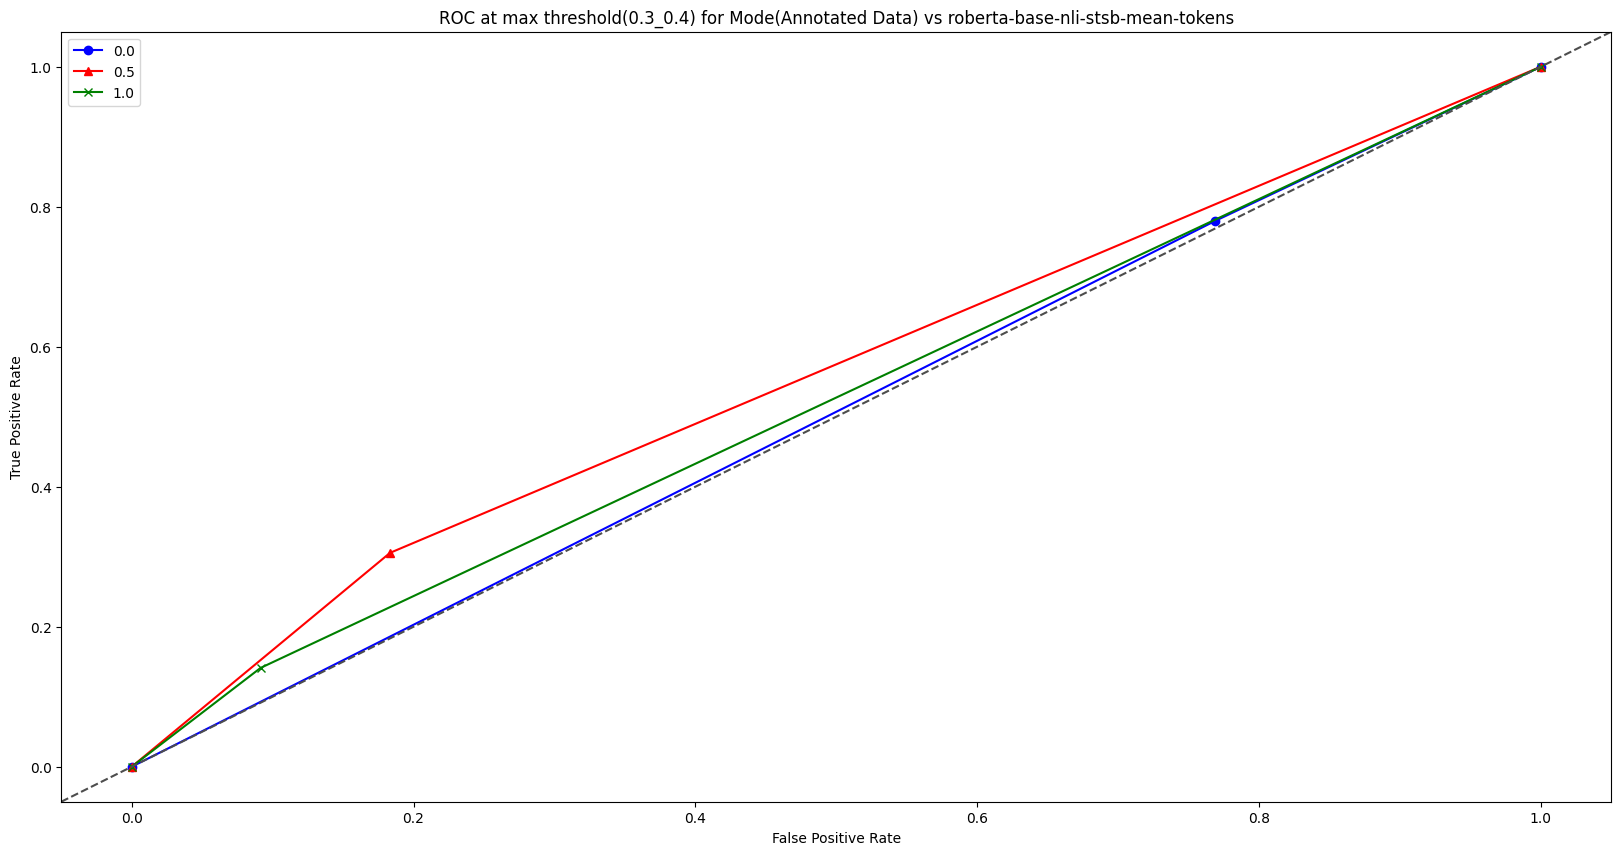 ROC at max threshold(0.3_0.4) for Mode(Annotated Data) vs roberta-base-nli-stsb-mean-tokens
0.0
0.5
1.0
True Positive Rate
1.0
0.8
0.6
0.4
0.2
0.0
0.0 0.2 0.4 0.6 0.8 1.0
False Positive Rate